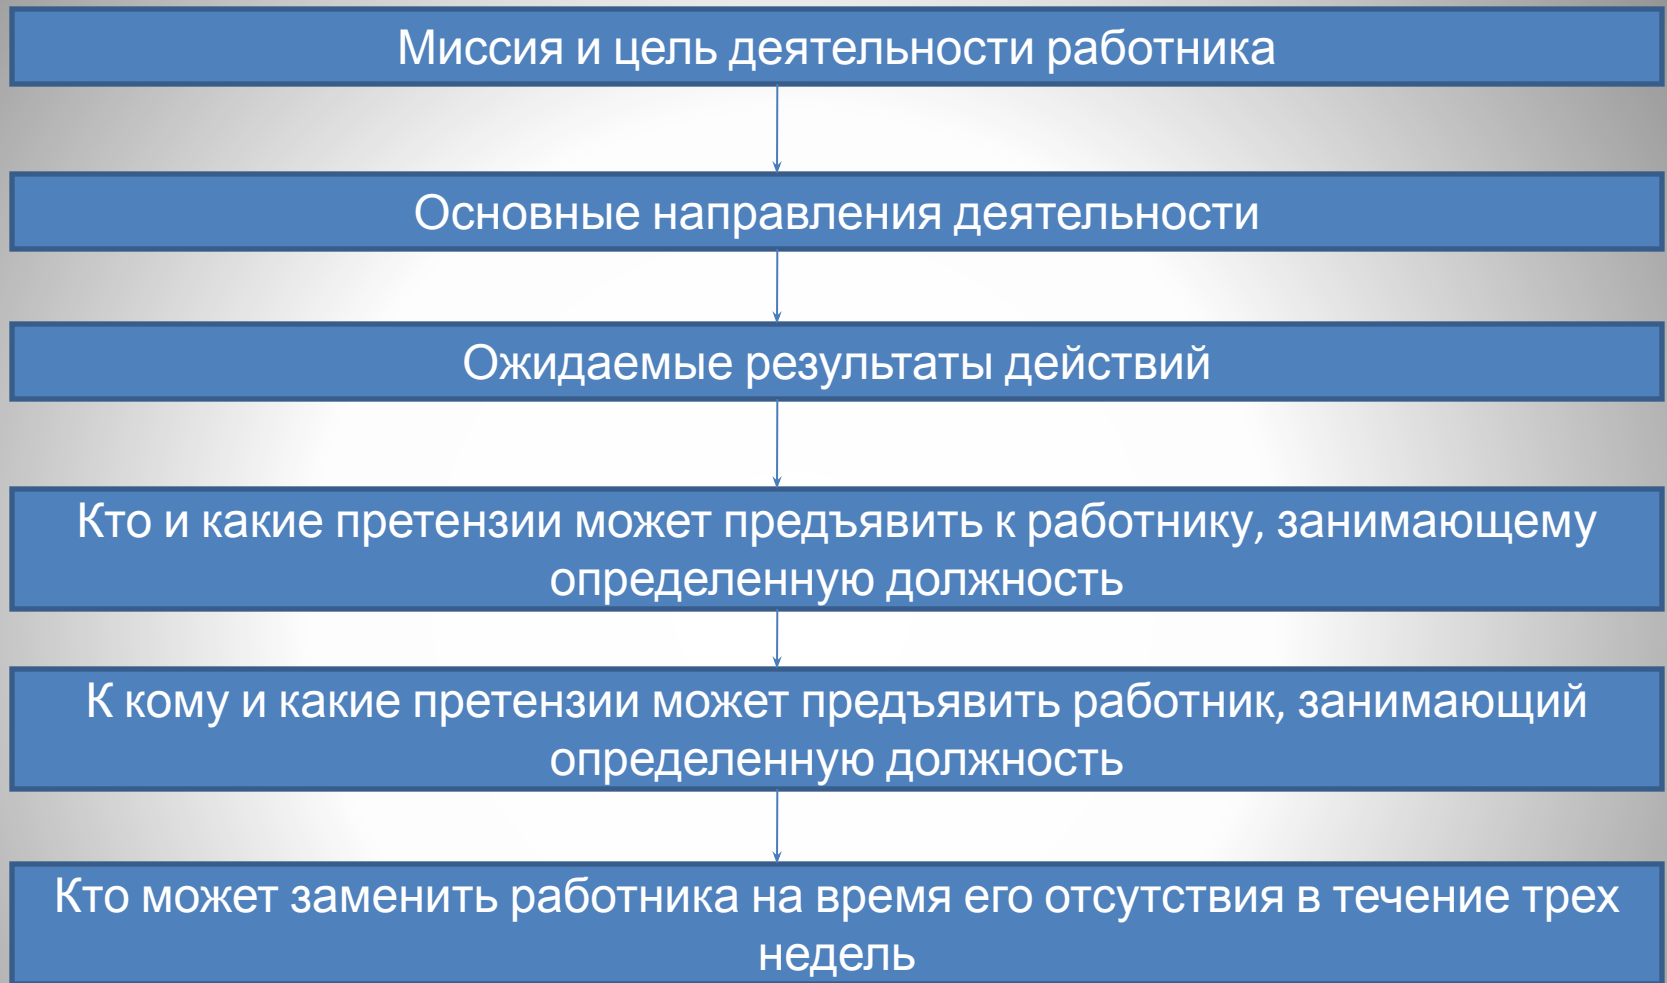 Миссия и цель деятельности работника
Основные направления деятельности
Ожидаемые результаты действий
Кто и какие претензии может предъявить к работнику, занимающему
определенную должность
К кому и какие претензии может предъявить работник, занимающий
определенную должность
Кто может заменить работника на время его отсутствия в течение трех
недель